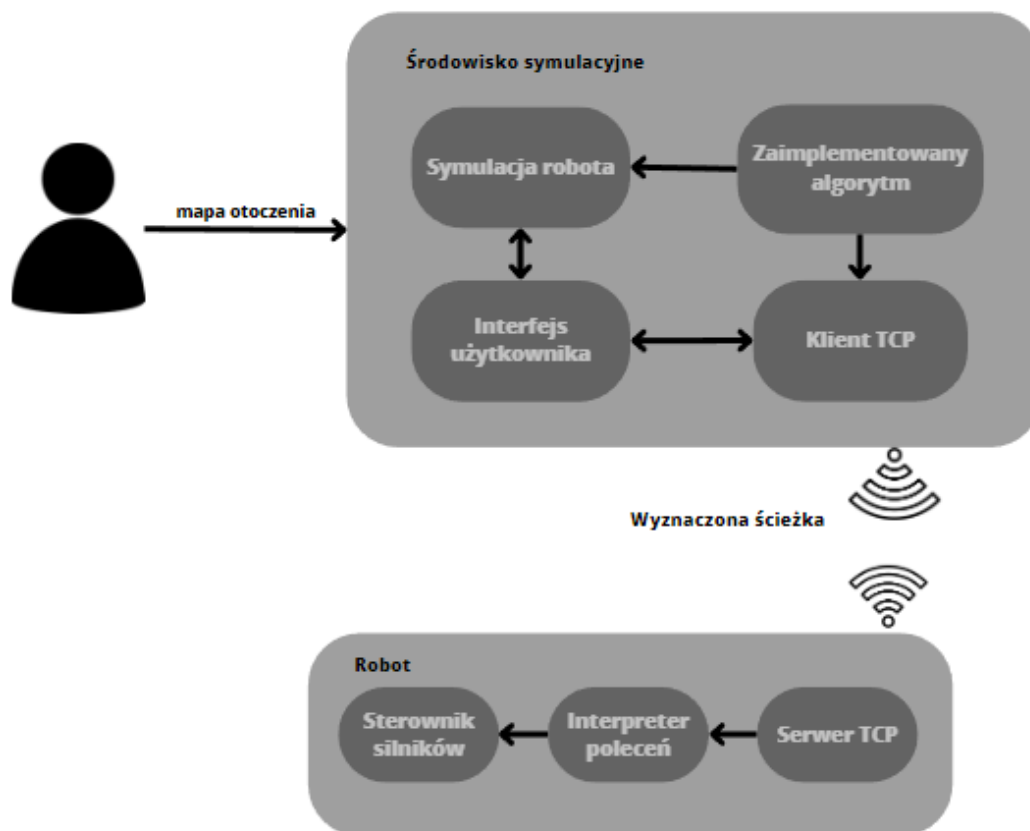 Środowisko symulacyjne
Symulacja robota
Zaimplementowany
algorytm
mapa otoczenia
Interfejs
użytkownika
Klient TCP
Wyznaczona ścieżka
Robot
Sterownik
silników
Interpreter
poleceń
Serwer TCP